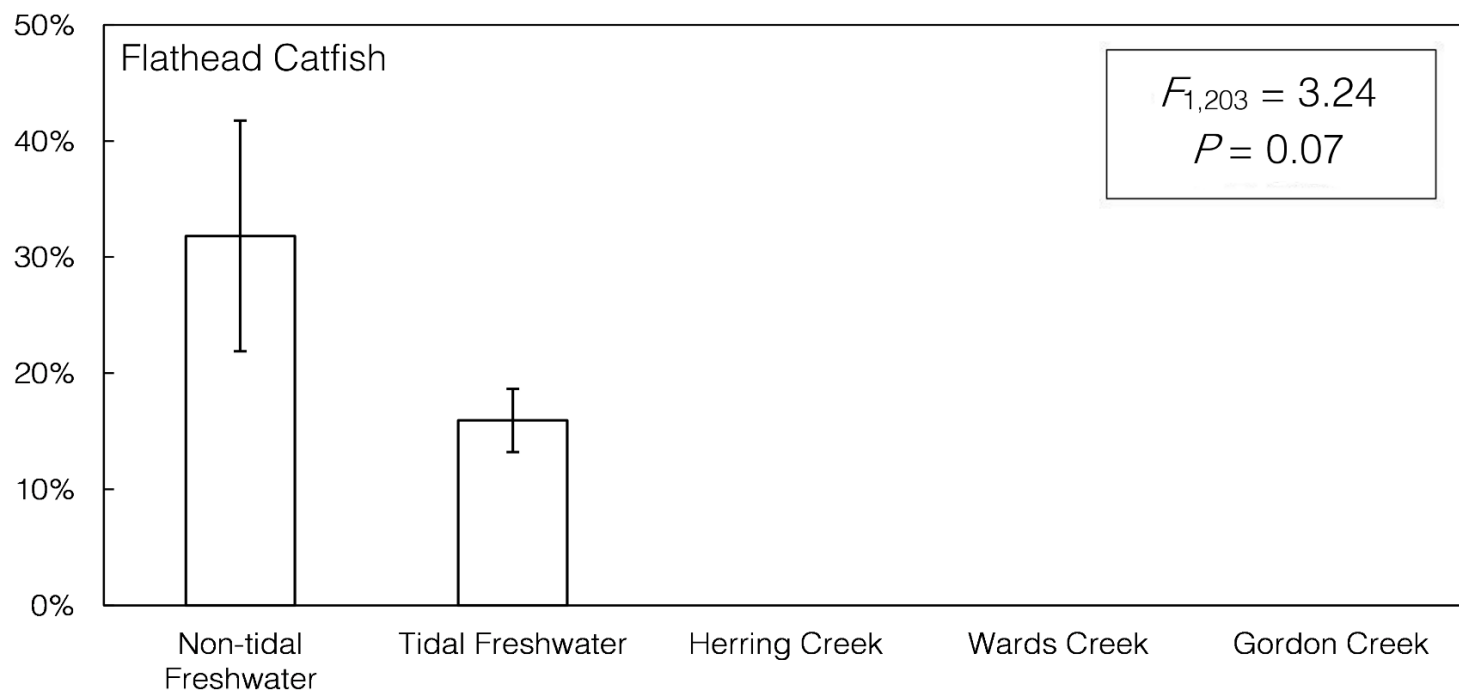 50%
Flathead Catfish
F1,203 = 3.24
P = 0.07
40%
30%
20%
10%
0%
Non-tidal
Freshwater
Tidal Freshwater
Herring Creek
Wards Creek
Gordon Creek